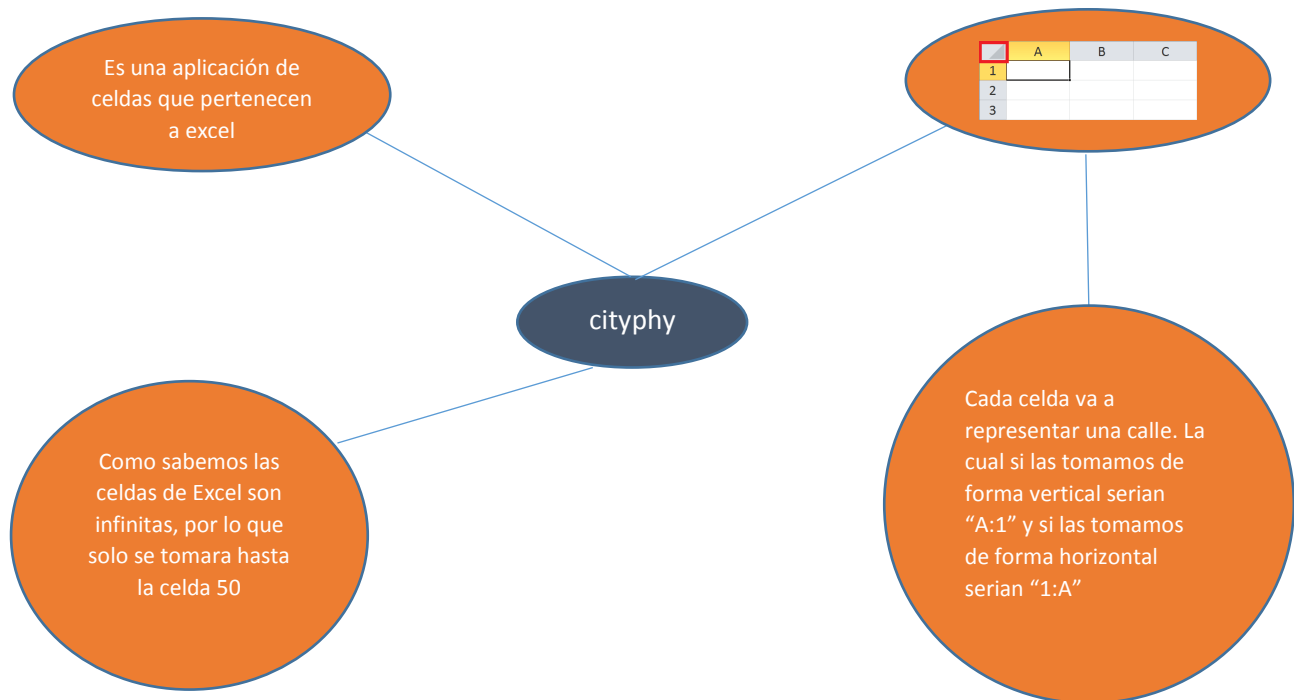 Es una aplicación de
celdas que pertenecen
a excel
A B C
1
2
3
cityphy
Como sabemos las
celdas de Excel son
infinitas, por lo que
solo se tomara hasta
la celda 50
Cada celda va a
representar una calle. La
cual si las tomamos de
forma vertical serian
“A:1” y si las tomamos
de forma horizontal
serian “1:A”